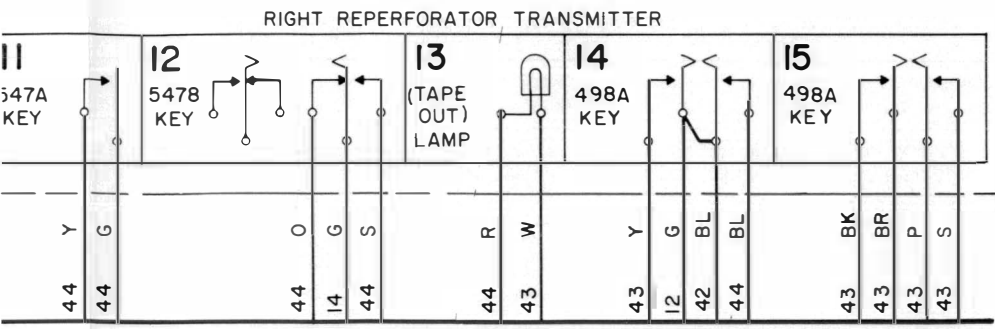 RIGHT REPERFORATOR TRANSMITTER
11
547A
KEY
12
5478
KEY
13
(TAPE
OUT)
LAMP
14
498A
KEY
15
498A
KEY
Y G O G S R W Y G BL BL BK BR P S
44 44 44 14 44 44 43 43 12 42 44 43 43 43 43